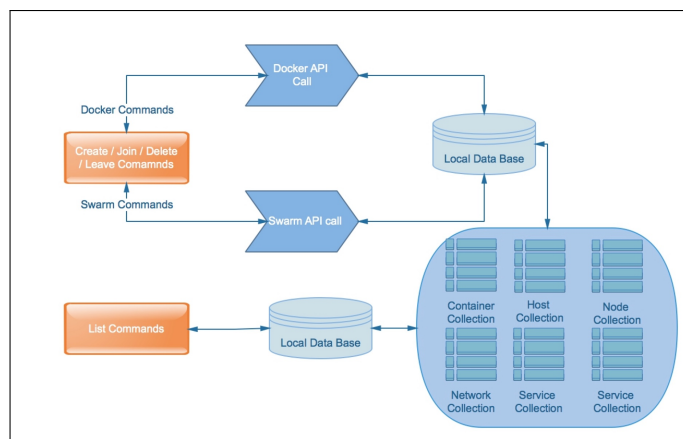 Docker API
Call
Docker Commands
Create / Join / Delete
/ Leave Comamnds
Local Data Base
Swarm Commands
Swarm API call
Container
Collection
Host
Collection
Node
Collection
List Commands
Local Data Base
Network
Collection
Service
Collection
Service
Collection